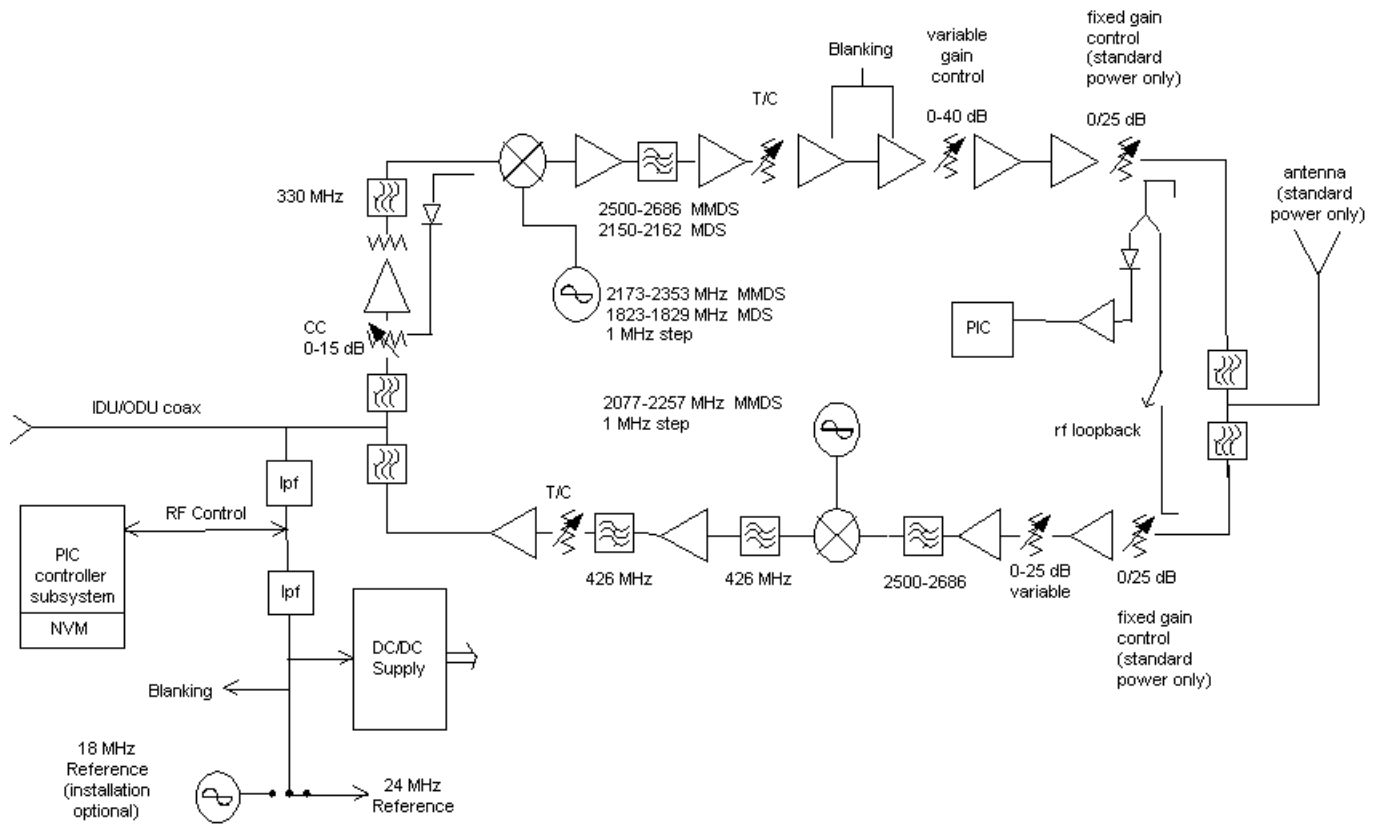 fixed gain
control
(standard
power only)
variable
gain
control
Blanking
T/C
0-40 dB
0/25 dB
antenna
(standard
power only)
330 MHz
2500-2686 MMDS
2150-2162 MDS
2173-2353 MHz MMDS
1823-1829 MHz MDS
1 MHz step
PIC
CC
0-15 dB
IDU/ODU coax
2077-2257 MHz MMDS
1 MHz step
rf loopback
lpf
RF Control
T/C
PIC
controller
subsystem
NVM
426 MHz
426 MHz
2500-2686
0-25 dB
variable
0/25 dB
lpf
fixed gain
control
(standard
power only)
DC/DC
Supply
Blanking
18 MHz
Reference
(installation
optional)
24 MHz
Reference